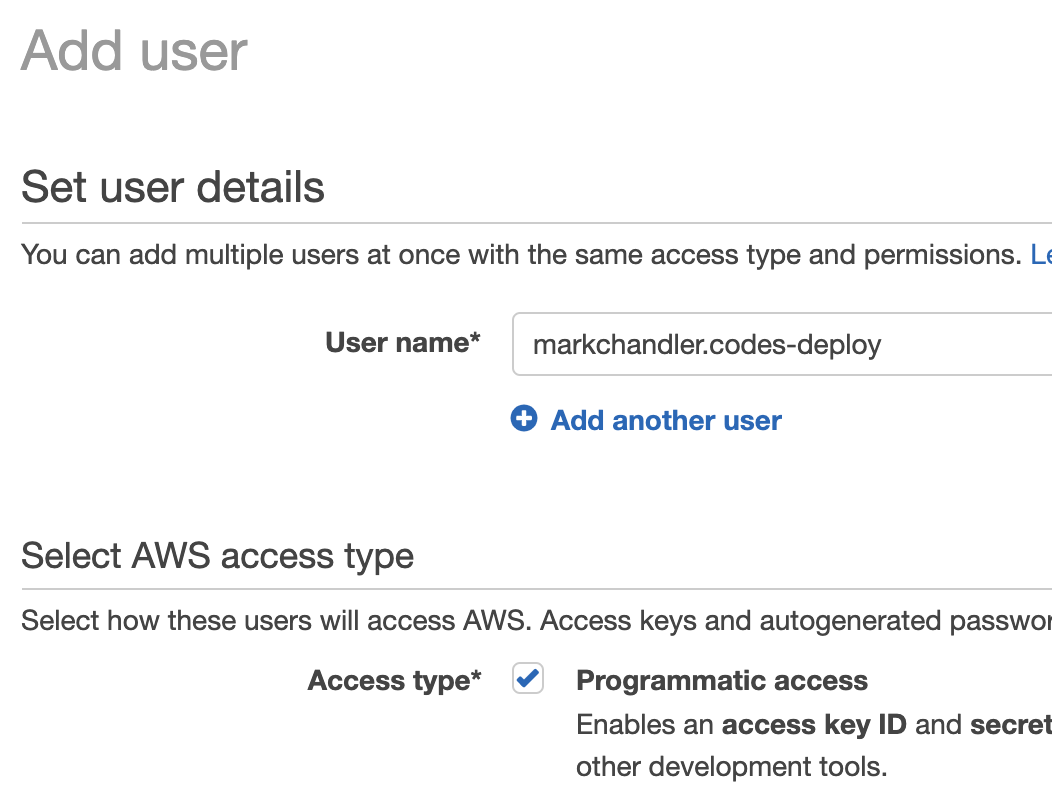 Add user
Set user details
You can add multiple users at once with the same access type and permissions.
User name* markchandler.codes-deploy
Add another user
Select AWS access type
Select how these users will access AWS. Access keys and autogenerated
Access type* Programmatic access
Enables an access key ID and secret
other development tools.